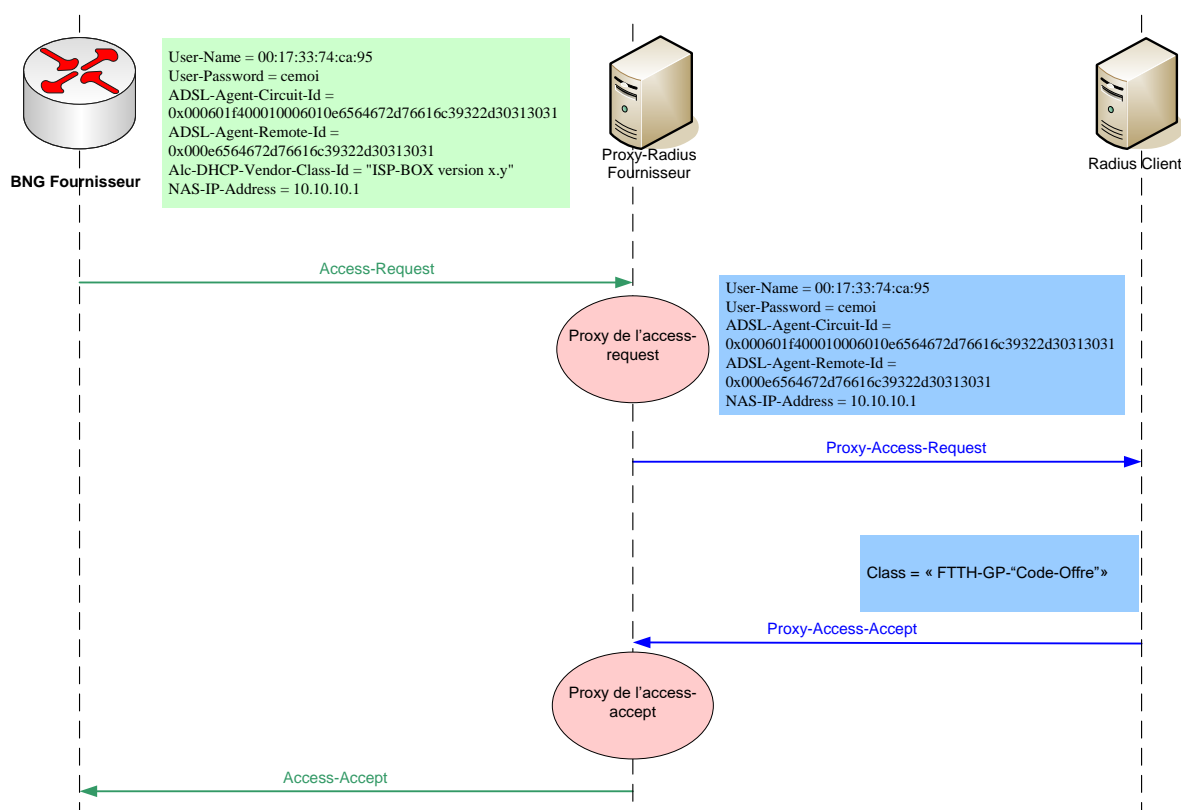 User-Name = 00:17:33:74:ca:95
User-Password = cemoi
ADSL-Agent-Circuit-Id =
0x000601f400010006010e6564672d76616c39322d30313031
ADSL-Agent-Remote-Id =
0x000e6564672d76616c39322d30313031
Alc-DHCP-Vendor-Class-Id = "ISP-BOX version x.y"
NAS-IP-Address = 10.10.10.1
BNG Fournisseur
Proxy-Radius
Fournisseur
Radius Client
Access-Request
Proxy de l’access-
request
User-Name = 00:17:33:74:ca:95
User-Password = cemoi
ADSL-Agent-Circuit-Id =
0x000601f400010006010e6564672d76616c39322d30313031
ADSL-Agent-Remote-Id =
0x000e6564672d76616c39322d30313031
NAS-IP-Address = 10.10.10.1
Proxy-Access-Request
Class = « FTTH-GP-“Code-Offre”»
Proxy-Access-Accept
Proxy de l’access-
accept
Access-Accept